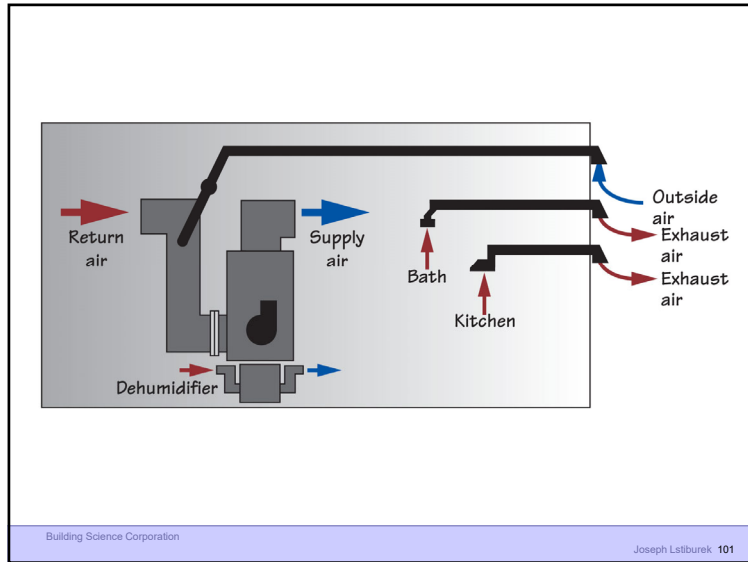 Return
air
Supply
air
Outside
air
Exhaust
air
Bath
Exhaust
air
Kitchen
Dehumidifier
Building Science Corporation
Joseph Lstiburek 101